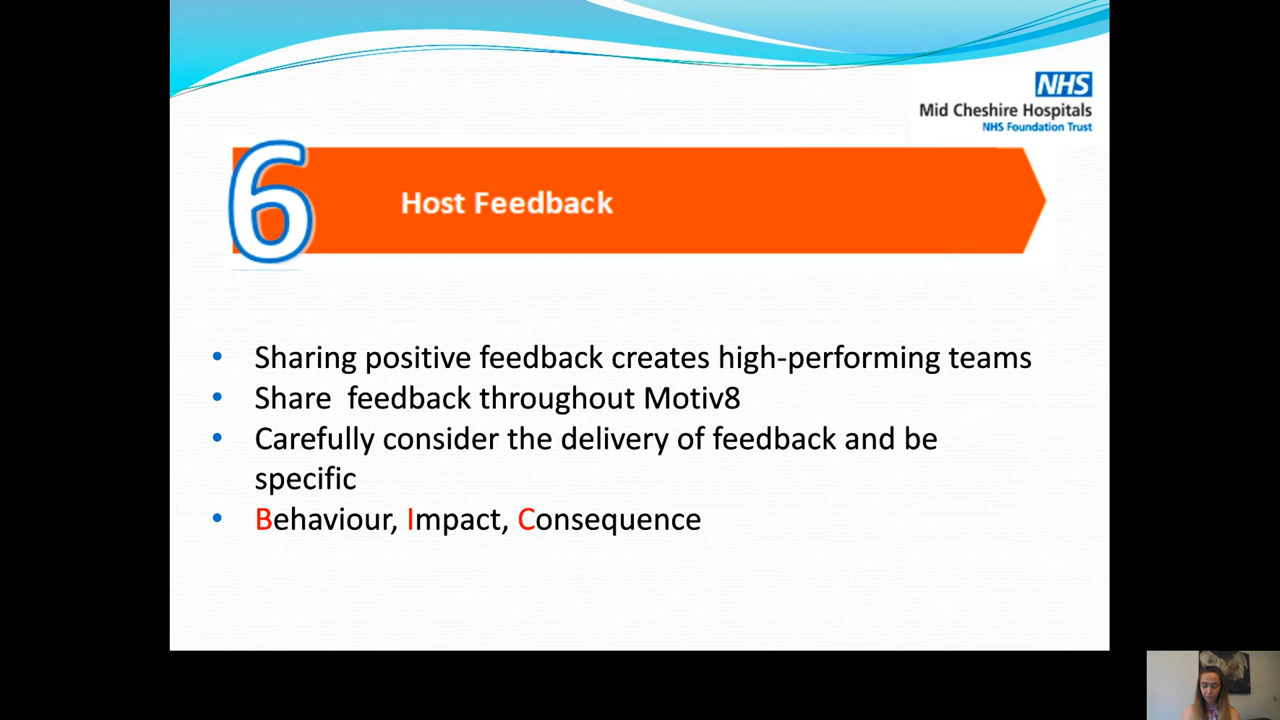 NHS
Mid Cheshire Hospitals
NHS Foundation Trust
6
Host Feedback
• Sharing positive feedback creates high-performing teams
• Share  feedback throughout Motiv8
• Carefully consider the delivery of feedback and be
specific
• Behaviour, Impact, Consequence